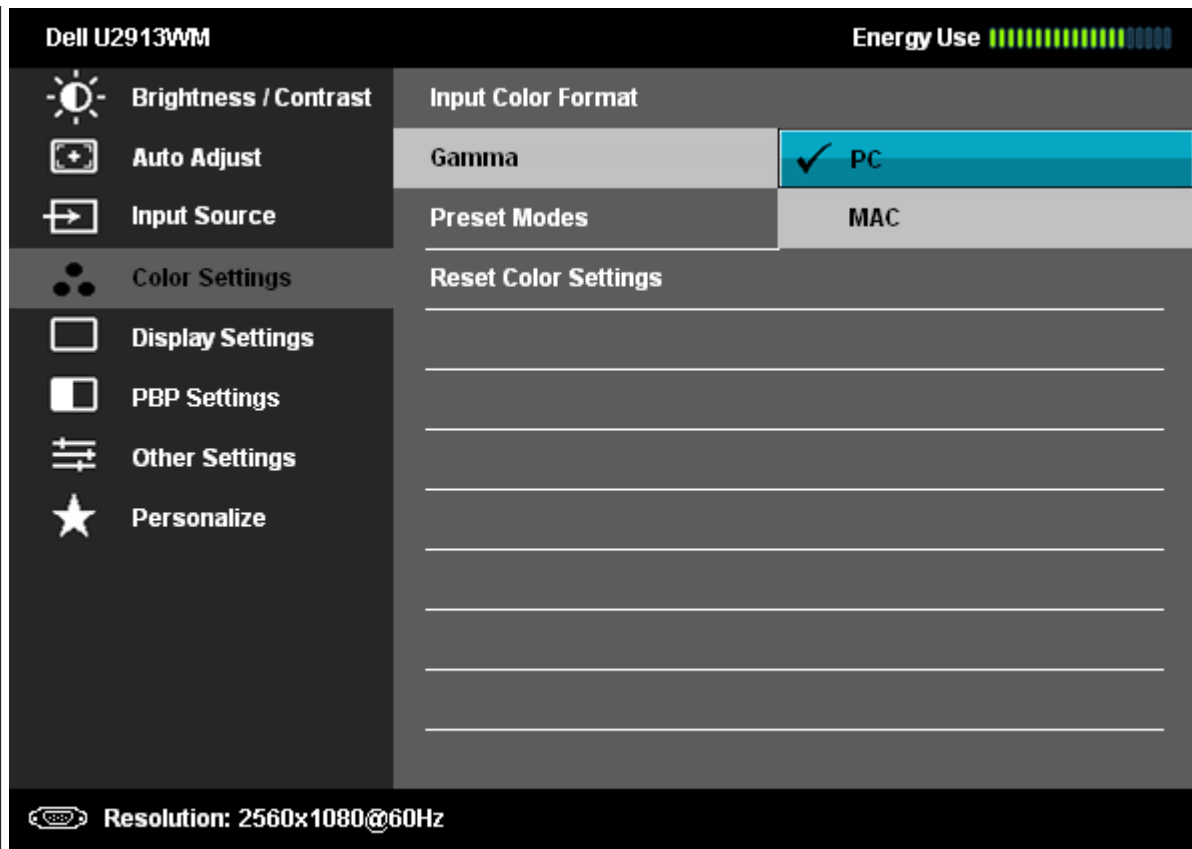 Dell U2913WM
Energy Use
Brightness / Contrast
Auto Adjust
Input Source
Color Settings
Display Settings
PBP Settings
Other Settings
Personalize
Input Color Format
Gamma
Preset Modes
Reset Color Settings
PC
MAC
Resolution: 2560x1080@60Hz